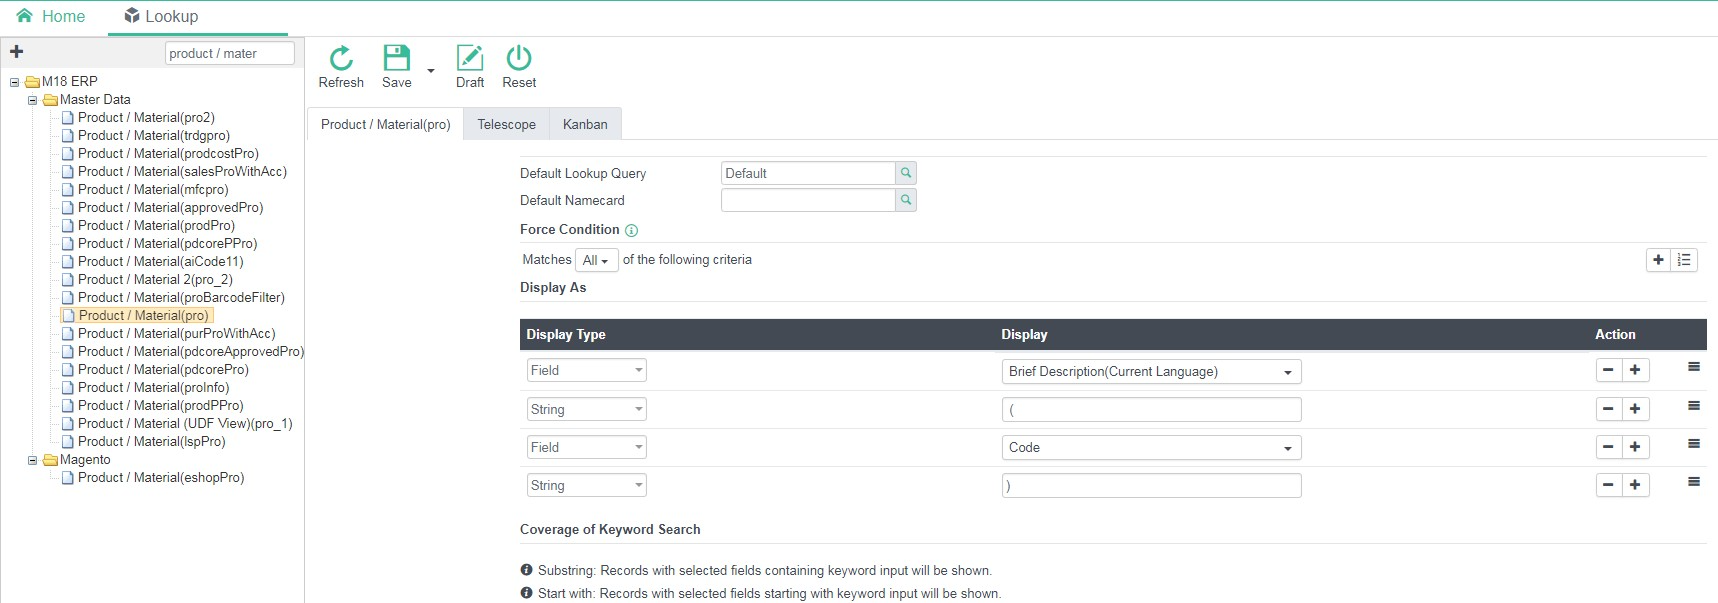 Home
Lookup
product / mater
M18 ERP
Master Data
Product / Material(pro2)
Product / Material(trdgpro)
Product / Material(prodcostPro)
Product / Material(salesProWithAcc)
Product / Material(mfcpro)
Product / Material(approvedPro)
Product / Material(prodPro)
Product / Material(pdcorePPro)
Product / Material(aiCode11)
Product / Material 2(pro_2)
Product / Material(proBarcodeFilter)
Product / Material(pro)
Product / Material(purProWithAcc)
Product / Material(pdcoreApprovedPro)
Product / Material(pdcorePro)
Product / Material(proInfo)
Product / Material(prodPPro)
Product / Material (UDF View)(pro_1)
Product / Material(lspPro)
Magento
Product / Material(eshopPro)
Refresh Save Draft Reset
Product / Material(pro) Telescope Kanban
Default Lookup Query Default
Default Namecard
Force Condition
Matches All of the following criteria
Display As
Display Type Display Action
Field Brief Description(Current Language)
String (
Field Code
String )
Coverage of Keyword Search
Substring: Records with selected fields containing keyword input will be shown.
Start with: Records with selected fields starting with keyword input will be shown.